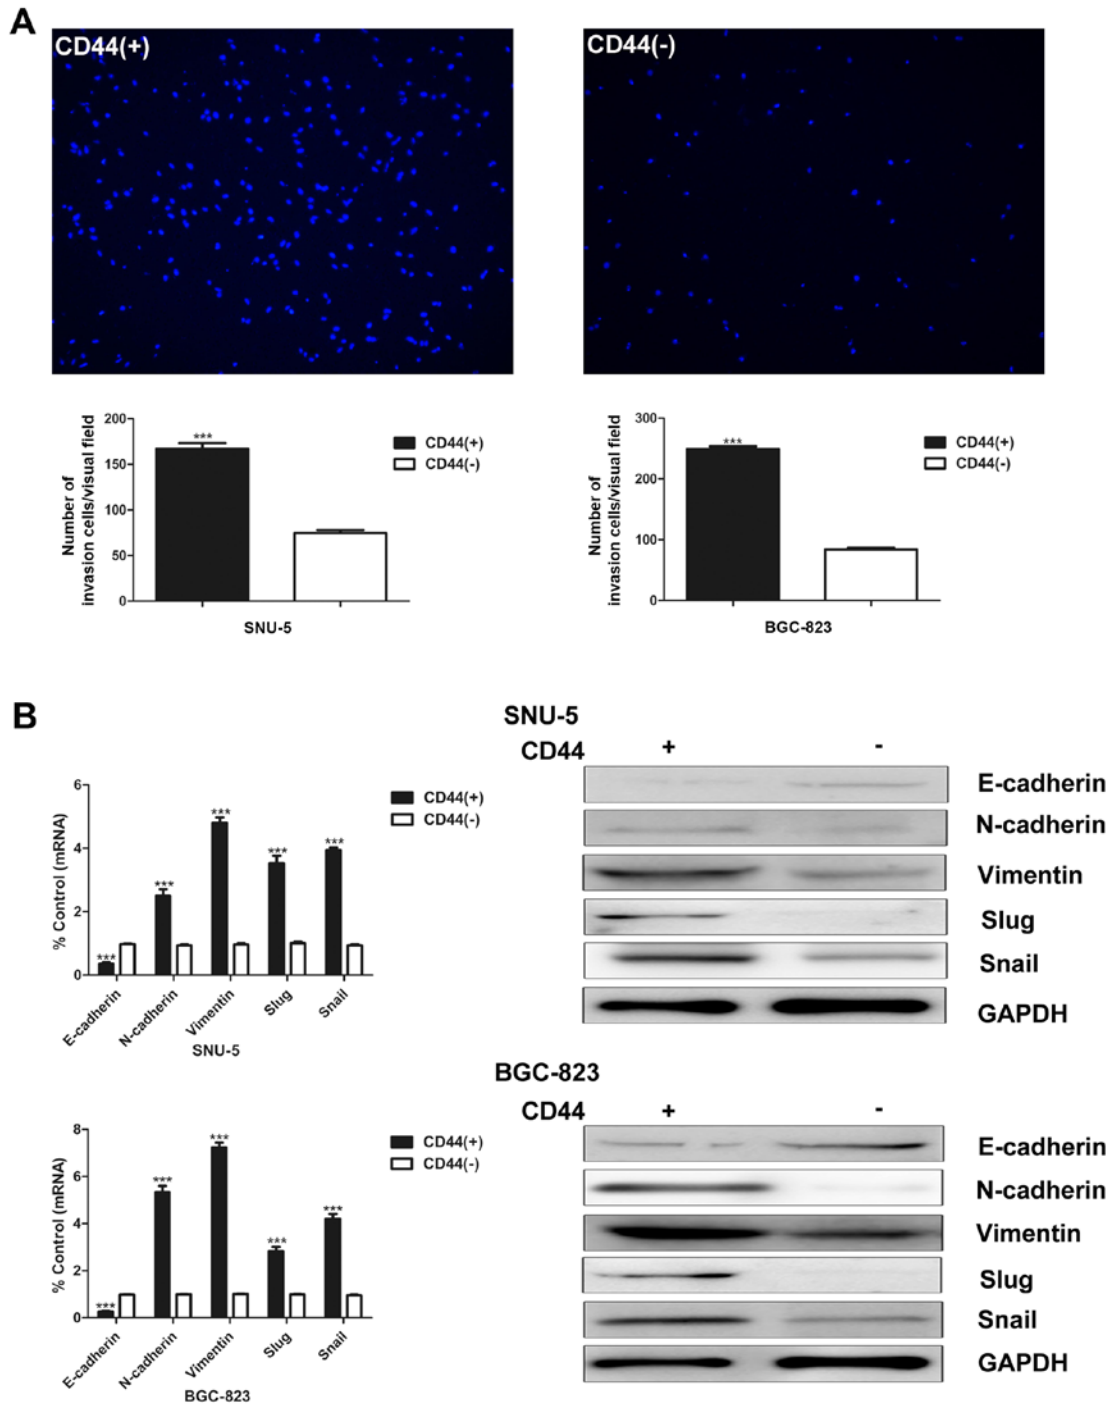 A
CD44(+)
CD44(-)
Number of
invasion cells/visual field
200
150
100
50
0
***
CD44(+)
CD44(-)
SNU-5
Number of
invasion cells/visual field
300
200
100
0
***
CD44(+)
CD44(-)
BGC-823
B
% Control (mRNA)
6
4
2
0
***
***
***
***
***
CD44(+)
CD44(-)
E-cadherin
N-cadherin
Vimentin
Slug
Snail
SNU-5
SNU-5
CD44 + -
E-cadherin
N-cadherin
Vimentin
Slug
Snail
GAPDH
% Control (mRNA)
8
6
4
2
0
***
***
***
***
***
CD44(+)
CD44(-)
E-cadherin
N-cadherin
Vimentin
Slug
Snail
BGC-823
BGC-823
CD44 + -
E-cadherin
N-cadherin
Vimentin
Slug
Snail
GAPDH